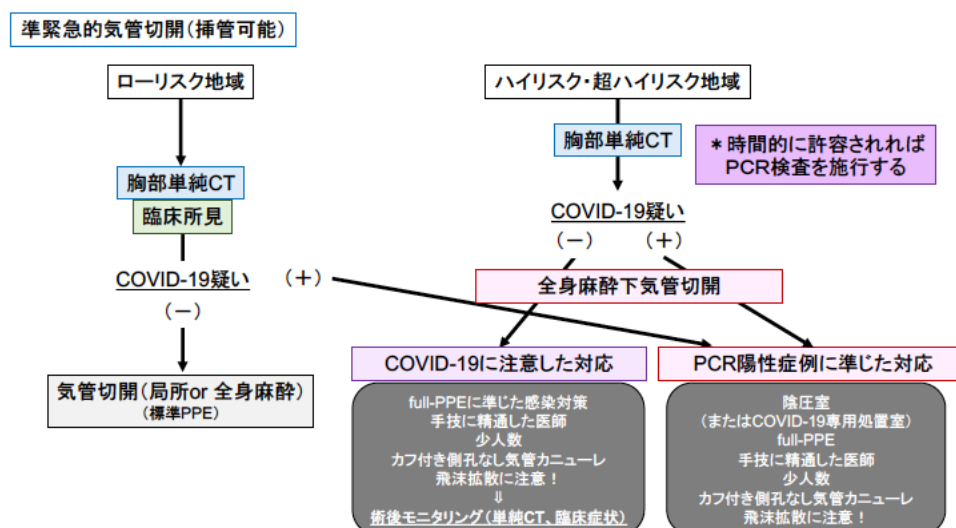 準緊急的気管切開(挿管可能)
ローリスク地域
ハイリスク・超ハイリスク地域
胸部単純CT
*時間的に許容されれば
PCR検査を施行する
胸部単純CT
臨床所見
COVID-19疑い
(-) (+)
COVID-19疑い (+)
(-)
全身麻酔下気管切開
気管切開(局所or 全身麻酔)
(標準PPE)
COVID-19に注意した対応
full-PPEに準じた感染対策
手技に精通した医師
少人数
カフ付き側孔なし気管カニューレ
飛沫拡散に注意!
⇓
術後モニタリング(単純CT、臨床症状)
PCR陽性症例に準じた対応
陰圧室
(またはCOVID-19専用処置室)
full-PPE
手技に精通した医師
少人数
カフ付き側孔なし気管カニューレ
飛沫拡散に注意!